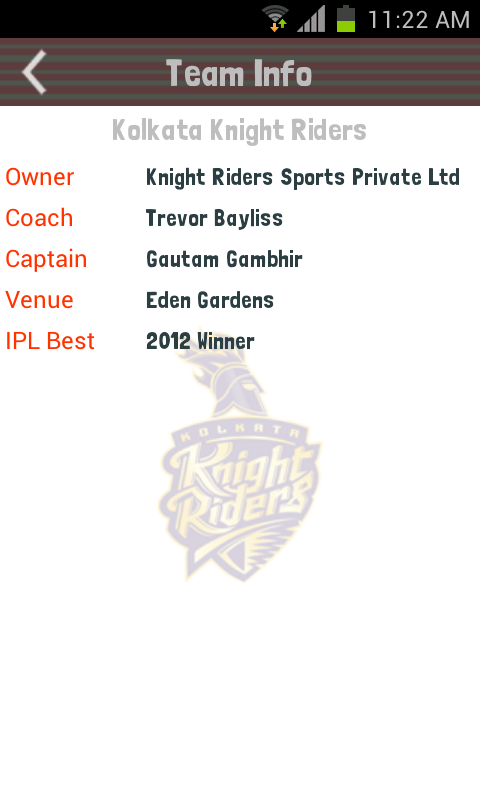 11:22 AM
Team Info
Kolkata Knight Riders
Owner Knight Riders Sports Private Ltd
Coach Trevor Bayliss
Captain Gautam Gambhir
Venue Eden Gardens
IPL Best 2012 Winner
KOLKATA
Knight
Riders